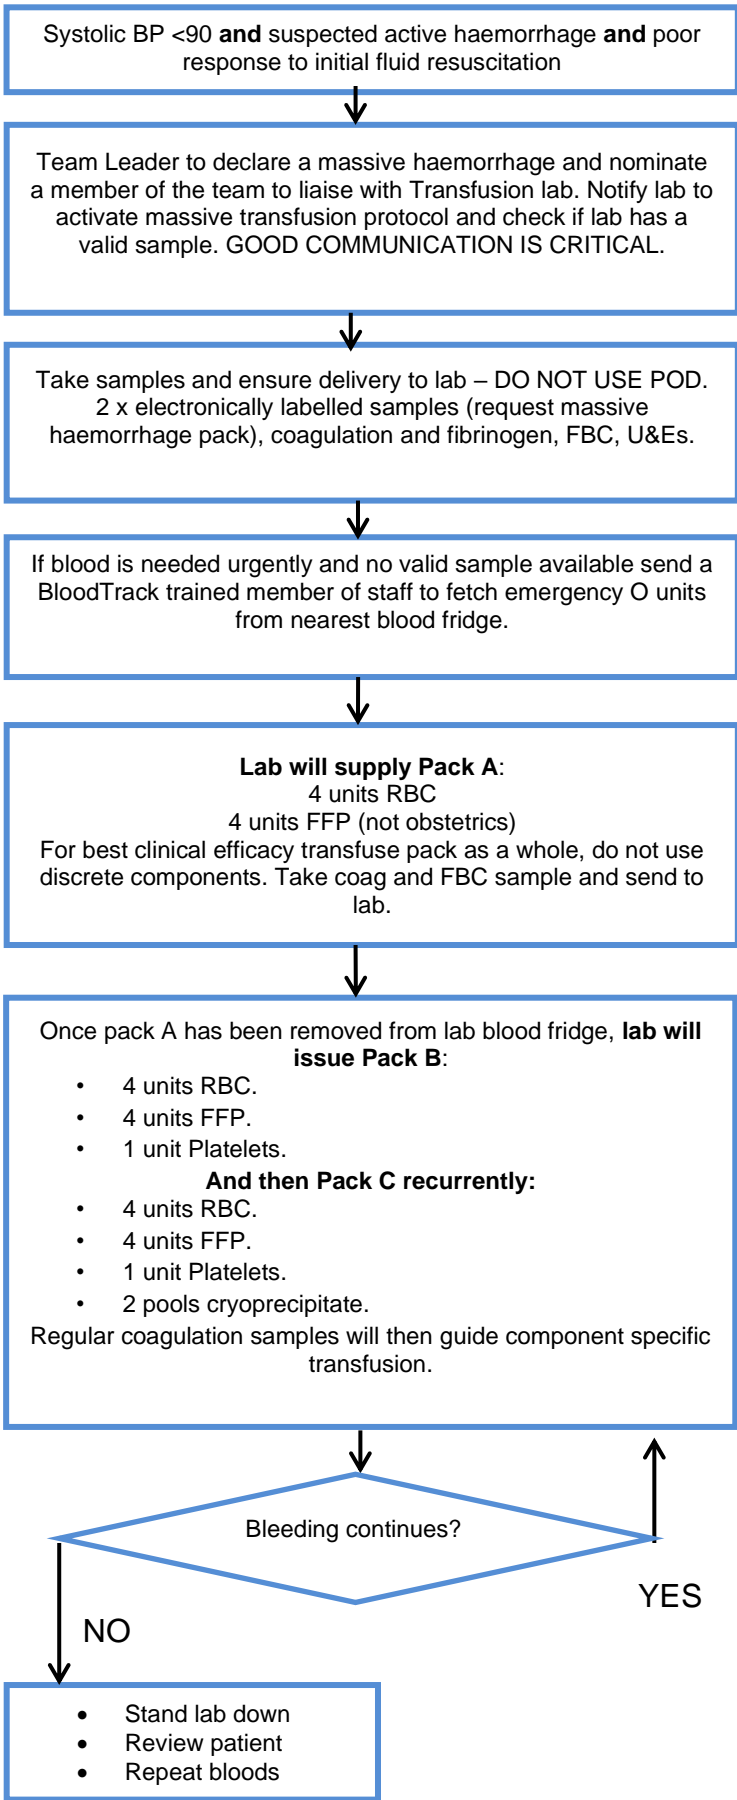 Systolic BP <90 and suspected active haemorrhage and poor
response to initial fluid resuscitation
Team Leader to declare a massive haemorrhage and nominate
a member of the team to liaise with Transfusion lab. Notify lab to
activate massive transfusion protocol and check if lab has a
valid sample. GOOD COMMUNICATION IS CRITICAL.
Take samples and ensure delivery to lab – DO NOT USE POD.
2 x electronically labelled samples (request massive
haemorrhage pack), coagulation and fibrinogen, FBC, U&Es.
If blood is needed urgently and no valid sample available send a
BloodTrack trained member of staff to fetch emergency O units
from nearest blood fridge.
Lab will supply Pack A:
4 units RBC
4 units FFP (not obstetrics)
For best clinical efficacy transfuse pack as a whole, do not use
discrete components. Take coag and FBC sample and send to
lab.
Once pack A has been removed from lab blood fridge, lab will
issue Pack B:
• 4 units RBC.
• 4 units FFP.
• 1 unit Platelets.
And then Pack C recurrently:
• 4 units RBC.
• 4 units FFP.
• 1 unit Platelets.
• 2 pools cryoprecipitate.
Regular coagulation samples will then guide component specific
transfusion.
Bleeding continues?
YES
NO
• Stand lab down
• Review patient
• Repeat bloods